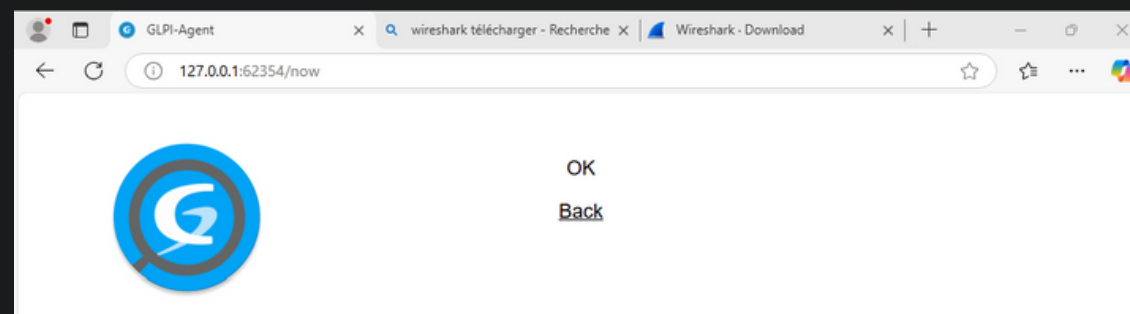 GLPI-Agent
wireshark télécharger - Recherche
Wireshark · Download
127.0.0.1:62354/now
OK
Back